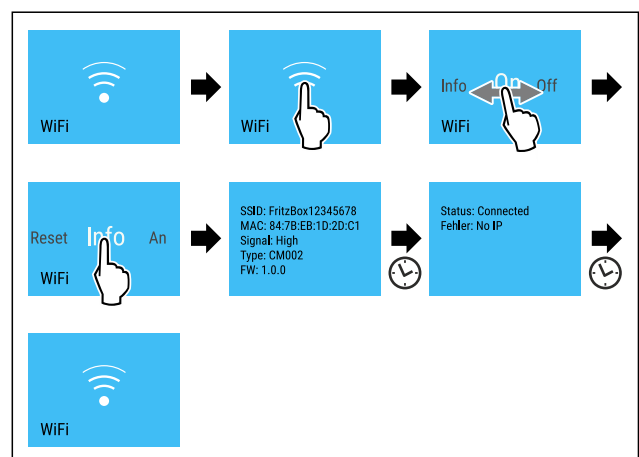 WiFi
WiFi
Info On Off
WiFi
Reset Info An
WiFi
SSID: FritzBox12345678
MAC: 84:7B:EB:1D:2D:C1
Signal: High
Type: CM002
FW: 1.0.0
Status: Connected
Fehler: No IP
WiFi